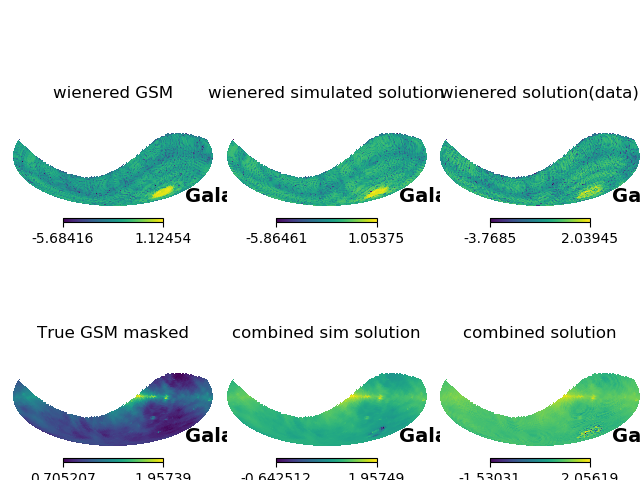 wienered GSM
wienered simulated solution
wienered solution(data)
Gala
Gala
Ga
-5.68416 1.12454
-5.86461 1.05375
-3.7685 2.03945
True GSM masked
combined sim solution
combined solution
Gala
Gala
Ga
0.705207 1.95739
-0.642512 1.95749
-1.53031 2.05619